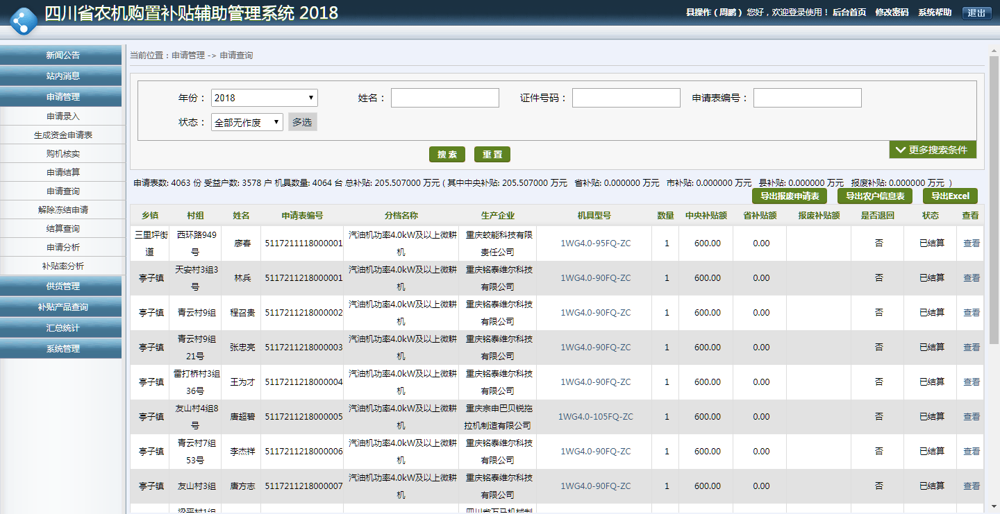 四川省农机购置补贴辅助管理系统 2018
县操作（周鹏）您好，欢迎登录使用！ 后台首页 修改密码 系统帮助 退出
新闻公告
站内消息
申请管理
申请录入
生成资金申请表
购机核实
申请结算
申请查询
解除冻结申请
结算查询
申请分析
补贴率分析
供货管理
补贴产品查询
汇总统计
系统管理
当前位置：申请管理 -> 申请查询
年份： 2018 姓名： 证件号码： 申请表编号：
状态： 全部无作废 多选
搜 索 重 置 更多搜索条件
申请表数: 4063 份 受益户数: 3578 户 机具数量: 4064 台 总补贴: 205.507000 万元 ( 其中中央补贴: 205.507000 万元 省补贴: 0.000000 万元 市补贴: 0.000000 万元 县补贴: 0.000000 万元 报废补贴: 0.000000 万元 )
导出报废申请表 导出农户信息表 导出Excel
乡镇 村组 姓名 申请表编号 分档名称 生产企业 机具型号 数量 中央补贴额 省补贴额 报废补贴额 是否退回 状态 查看
三里坪街 西环路949 汽油机功率4.0kW及以上微耕 重庆蛟能科技有限
廖春 5117211118000001 1WG4.0-95FQ-ZC 1 600.00 0.00 否 已结算 查看
道 号 机 责任公司
天安村3组3 汽油机功率4.0kW及以上微耕 重庆铭泰维尔科技
亭子镇 林兵 5117211218000001 1WG4.0-90FQ-ZC 1 600.00 0.00 否 已结算 查看
号 机 有限公司
汽油机功率4.0kW及以上微耕 重庆铭泰维尔科技
亭子镇 青云村9组 程召贵 5117211218000002 1WG4.0-90FQ-ZC 1 600.00 0.00 否 已结算 查看
机 有限公司
青云村9组 汽油机功率4.0kW及以上微耕 重庆铭泰维尔科技
亭子镇 张忠亮 5117211218000003 1WG4.0-90FQ-ZC 1 600.00 0.00 否 已结算 查看
21号 机 有限公司
雷打桥村3组 汽油机功率4.0kW及以上微耕 重庆铭泰维尔科技
亭子镇 王为才 5117211218000004 1WG4.0-90FQ-ZC 1 600.00 0.00 否 已结算 查看
36号 机 有限公司
友山村4组8 汽油机功率4.0kW及以上微耕 重庆宗申巴贝锐拖
亭子镇 唐超碧 5117211218000005 1WG4.0-105FQ-ZC 1 600.00 0.00 否 已结算 查看
号 机 拉机制造有限公司
青云村7组 汽油机功率4.0kW及以上微耕 重庆铭泰维尔科技
亭子镇 李杰祥 5117211218000006 1WG4.0-90FQ-ZC 1 600.00 0.00 否 已结算 查看
53号 机 有限公司
汽油机功率4.0kW及以上微耕 重庆铭泰维尔科技
亭子镇 友山村3组 唐方志 5117211218000007 1WG4.0-90FQ-ZC 1 600.00 0.00 否 已结算 查看
机 有限公司